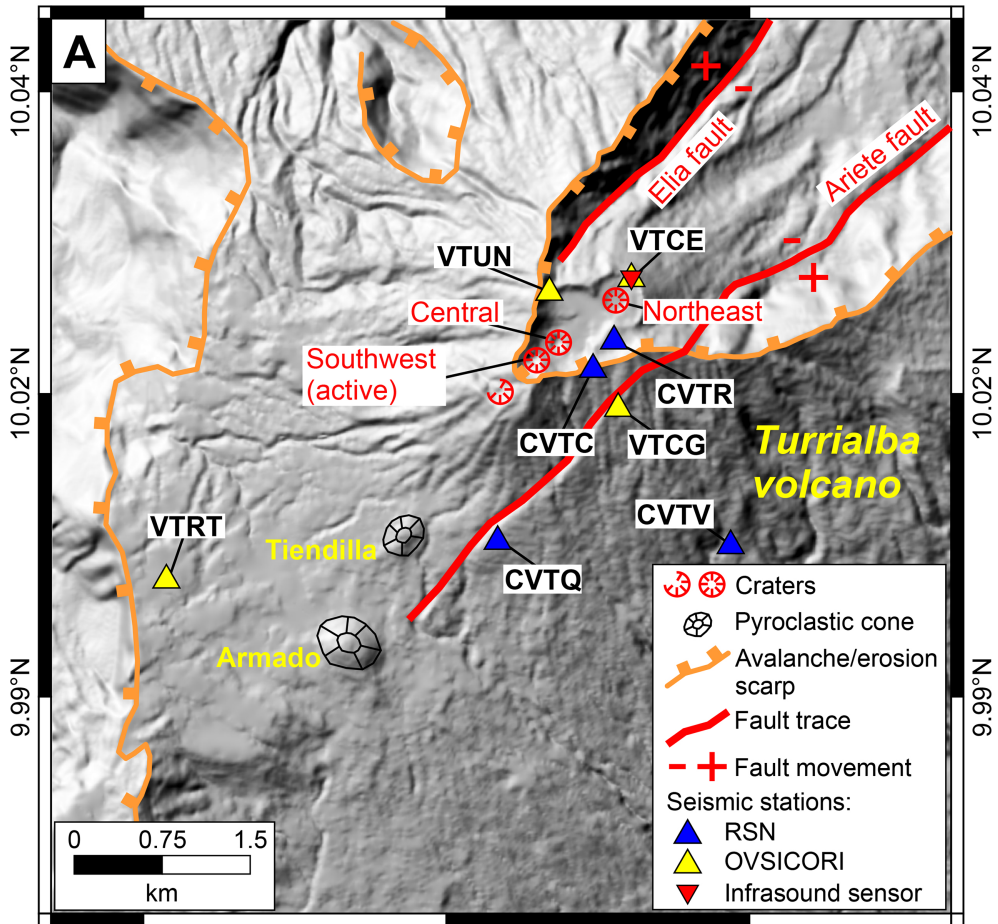 A
10.04°N
10.04°N
Elia fault
Ariete fault
VTUN
VTCE
Central
Northeast
Southwest
(active)
10.02°N
10.02°N
CVTR
CVTC
VTCG
Turrialba
volcano
VTRT
Tiendilla
CVTV
CVTQ
Armado
9.99°N
9.99°N
Craters
Pyroclastic cone
Avalanche/erosion
scarp
Fault trace
Fault movement
Seismic stations:
RSN
OVSICORI
Infrasound sensor
0 0.75 1.5
km